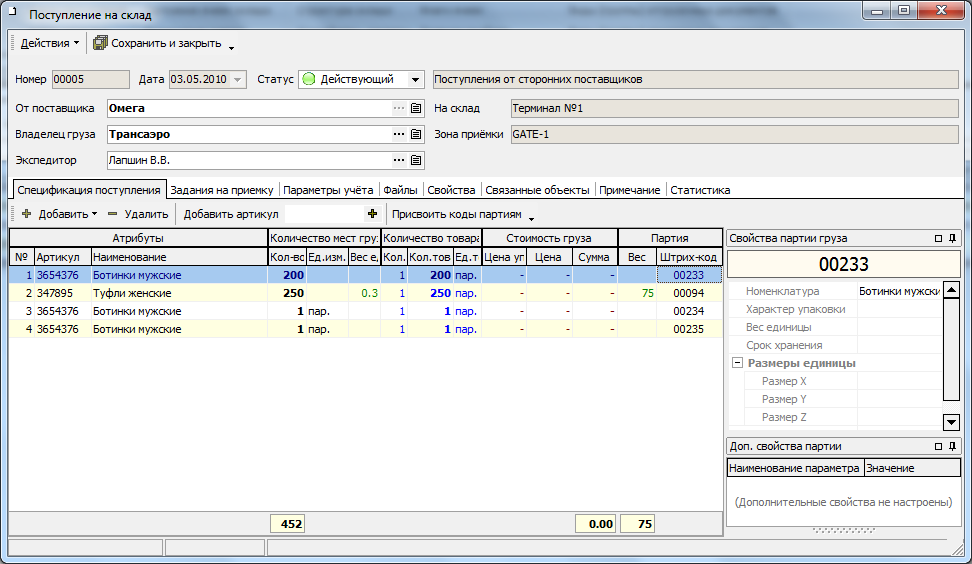 Поступление на склад
Действия Сохранить и закрыть
Номер 00005 Дата 03.05.2010 Статус Действующий Поступления от сторонних поставщиков
От поставщика Омега На склад Терминал №1
Владелец груза Трансаэро Зона приёмки GATE-1
Экспедитор Лапшин В.В.
Спецификация поступления Задания на приемку Параметры учёта Файлы Свойства Связанные объекты Примечание Статистика
Добавить Удалить Добавить артикул Присвоить коды партиям
Атрибуты Количество мест груз Количество товара Стоимость груза Партия
№ Артикул Наименование Кол-вс Ед.изм. Вес е, Кол. Кол.тов Ед.т Цена уг Цена Сумма Вес Штрих-код
1 3654376 Ботинки мужские 200 1 200 пар. - - - 00233
2 347895 Туфли женские 250 0.3 1 250 пар. - - - 75 00094
3 3654376 Ботинки мужские 1 пар. 1 1 пар. - - - 00234
4 3654376 Ботинки мужские 1 пар. 1 1 пар. - - - 00235
452 0.00 75
Свойства партии груза
00233
Номенклатура Ботинки мужски
Характер упаковки
Вес единицы
Срок хранения
Размеры единицы
Размер X
Размер Y
Размер Z
Доп. свойства партии
Наименование параметра Значение
(Дополнительные свойства не настроены)